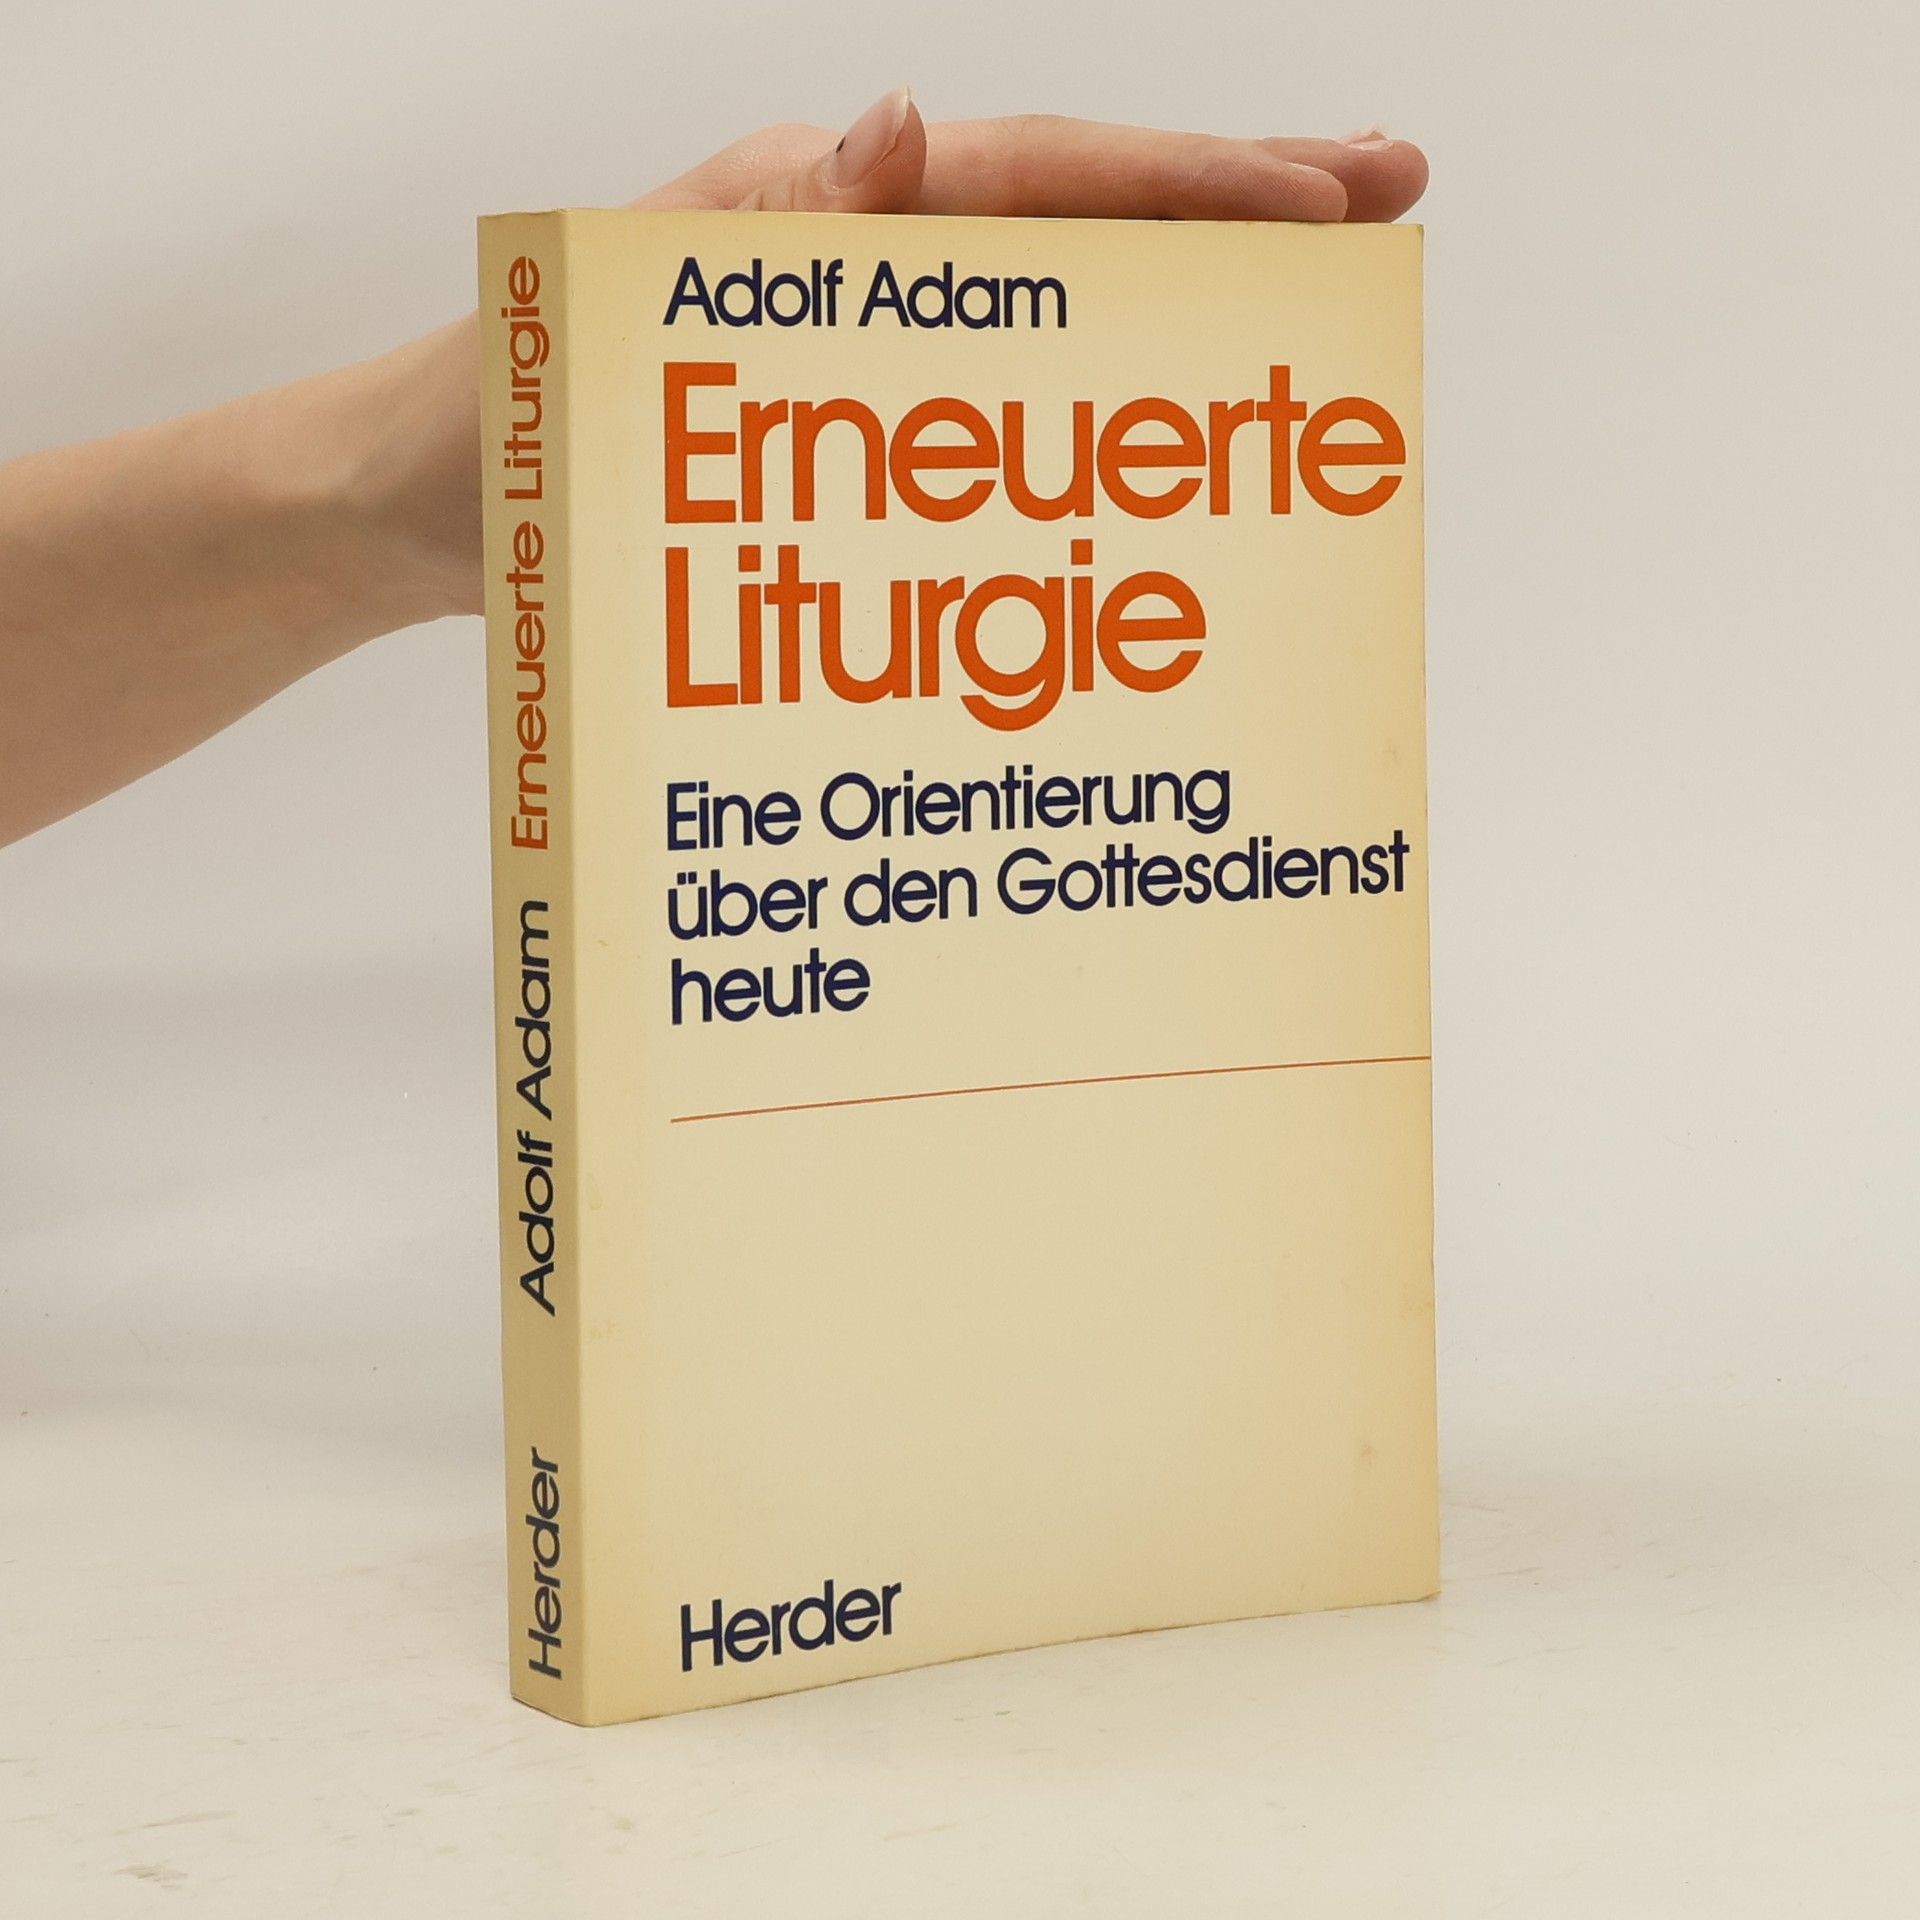 Adolf Adam
Erneuerte
Liturgie
Eine Orientierung
über den Gottesdienst
heute
Herder
Herder Adolf Adam Erneuerte Liturgie